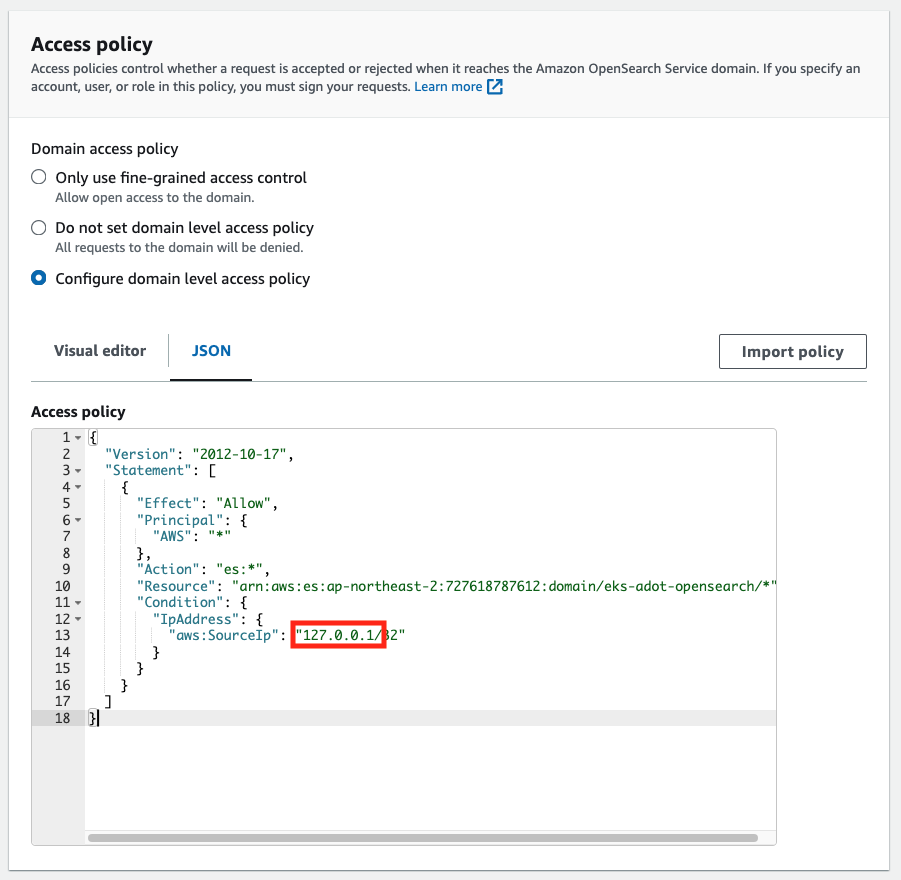 Access policy
Access policies control whether a request is accepted or rejected when it reaches the Amazon OpenSearch Service domain. If you specify an
account, user, or role in this policy, you must sign your requests. Learn more
Domain access policy
Only use fine-grained access control
Allow open access to the domain.
Do not set domain level access policy
All requests to the domain will be denied.
Configure domain level access policy
Visual editor JSON Import policy
Access policy
1 {
2   "Version": "2012-10-17",
3   "Statement": [
4     {
5       "Effect": "Allow",
6       "Principal": {
7         "AWS": "*"
8       },
9       "Action": "es:*",
10       "Resource": "arn:aws:es:ap-northeast-2:727618787612:domain/eks-adot-opensearch/*"
11       "Condition": {
12         "IpAddress": {
13           "aws:SourceIp": "127.0.0.1/32"
14         }
15       }
16     }
17   ]
18 }